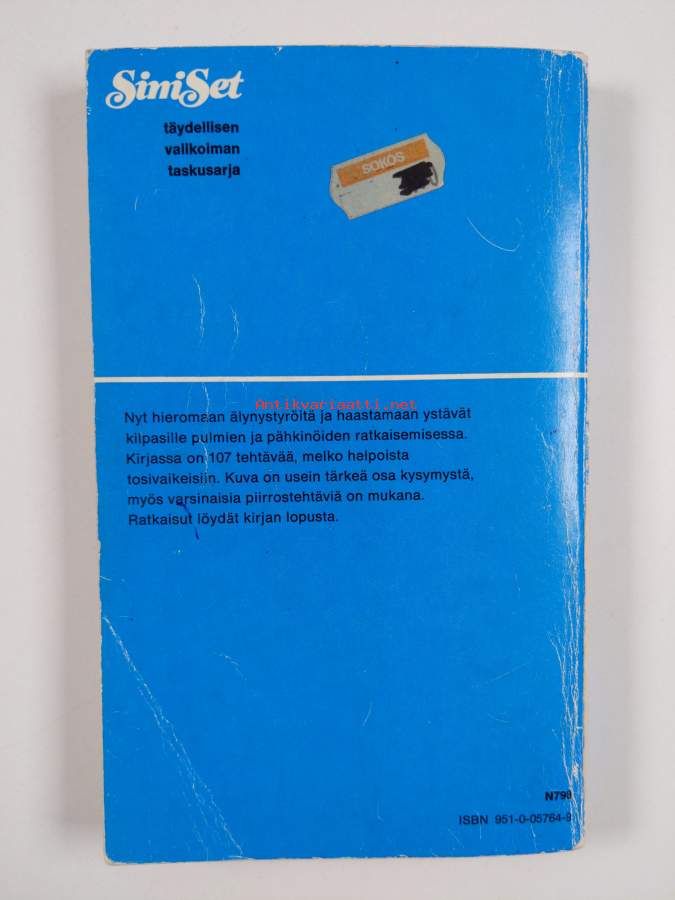 SiniSet
täydellisen
valikoiman
taskusarja
SOKOS
Antikvariaatti.net
Nyt hieromaan älynystyröitä ja haastamaan ystävät
kilpasille pulmien ja pähkinöiden ratkaisemisessa.
Kirjassa on 107 tehtävää, melko helpoista
tosivaikeisiin. Kuva on usein tärkeä osa kysymystä,
myös varsinaisia piirrostehtäviä on mukana.
Ratkaisut löydät kirjan lopusta.
N799
ISBN 951-0-05764-9